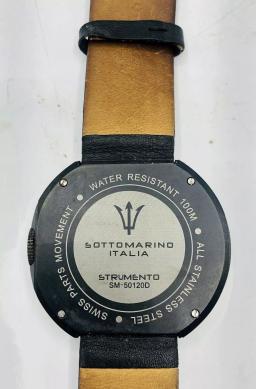 WATER RESISTANT 100M • ALL STAINLESS STEEL • SWISS PARTS MOVEMENT •
SOTTOMARINO
ITALIA
STRUMENTO
SM-50120D